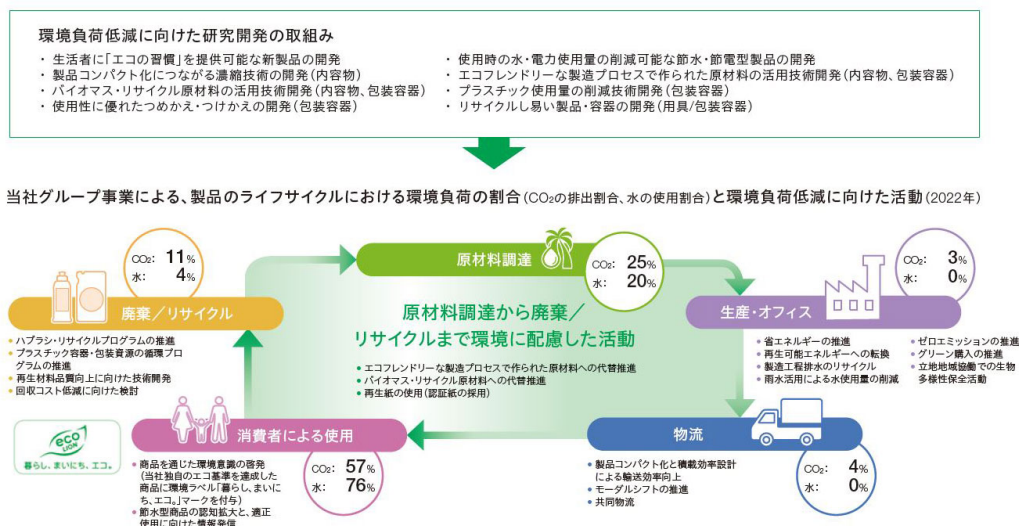 環境負荷低減に向けた研究開発の取組み
・ 生活者に「エコの習慣」を提供可能な新製品の開発
・ 製品コンパクト化につながる濃縮技術の開発(内容物)
・ バイオマス・リサイクル原材料の活用技術開発(内容物、包装容器)
・ 使用性に優れたつめかえ・つけかえの開発(包装容器)
・ 使用時の水・電力使用量の削減可能な節水・節電型製品の開発
・ エコフレンドリーな製造プロセスで作られた原材料の活用技術開発(内容物、包装容器)
・ プラスチック使用量の削減技術開発(包装容器)
・ リサイクルし易い製品・容器の開発(用具/包装容器)
当社グループ事業による、製品のライフサイクルにおける環境負荷の割合(CO₂の排出割合、水の使用割合)と環境負荷低減に向けた活動(2022年)
原材料調達
CO₂: 25%
水: 20%
原材料調達から廃棄/
リサイクルまで環境に配慮した活動
● エコフレンドリーな製造プロセスで作られた原材料への代替推進
● バイオマス・リサイクル原材料への代替推進
● 再生紙の使用(認証紙の採用)
CO₂: 3%
水: 0%
生産・オフィス
● 省エネルギーの推進
● 再生可能エネルギーへの転換
● 製造工程排水のリサイクル
● 雨水活用による水使用量の削減
● ゼロエミッションの推進
● グリーン購入の推進
● 立地地域協働での生物
多様性保全活動
物流
CO₂: 4%
水: 0%
● 製品コンパクト化と積載効率設計
による輸送効率向上
● モーダルシフトの推進
● 共同物流
消費者による使用
CO₂: 57%
水: 76%
● 商品を通じた環境意識の啓発
(当社独自のエコ基準を達成した
商品に環境ラベル「暮らし、まいに
ち、エコ。」マークを付与)
● 節水型商品の認知拡大と、適正
使用に向けた情報発信
eco
LION
暮らし、まいにち、エコ。
CO₂: 11%
水: 4%
廃棄/リサイクル
● ハブラシ・リサイクルプログラムの推進
● プラスチック容器・包装資源の循環プロ
グラムの推進
● 再生材料品質向上に向けた技術開発
● 回収コスト低減に向けた検討